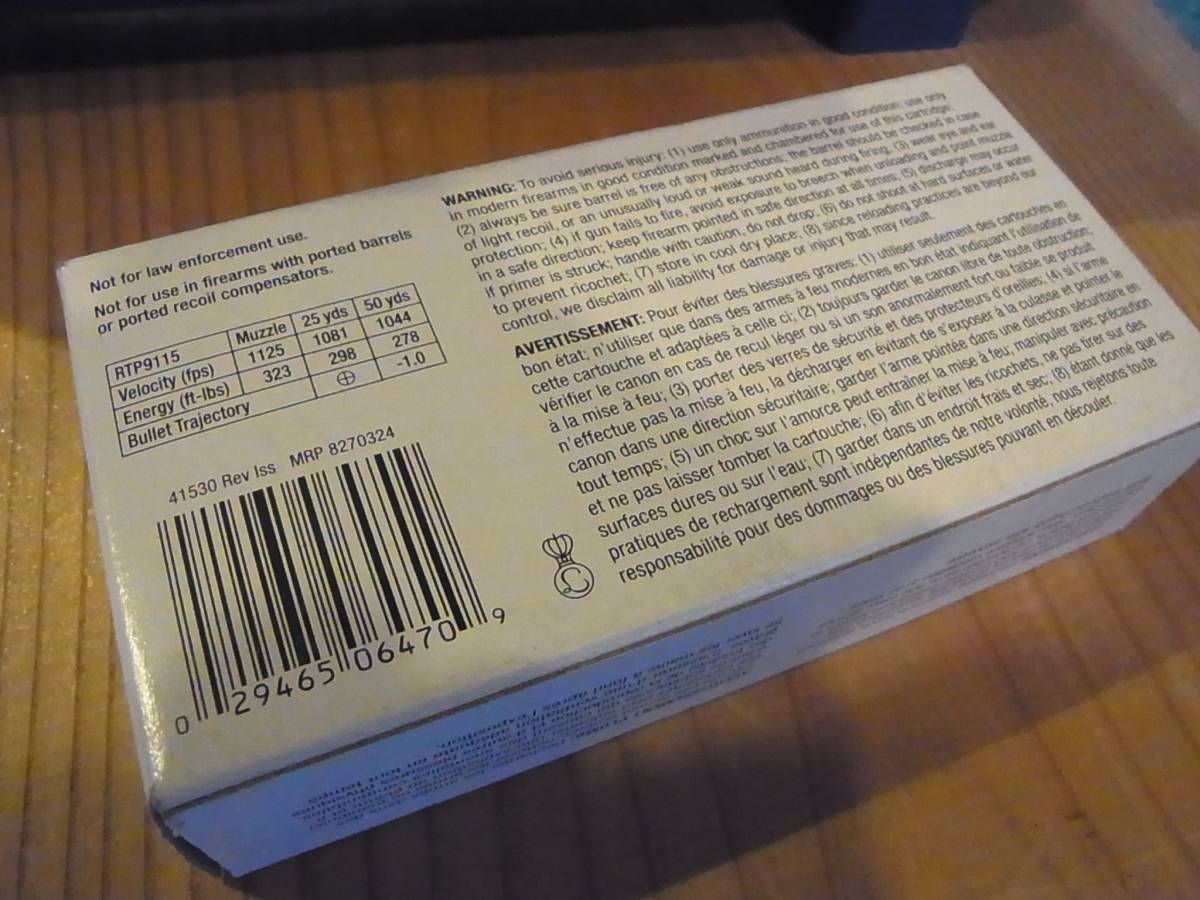 Not for law enforcement use.
Not for use in firearms with ported barrels
or ported recoil compensators.
RTP9115 Muzzle 25 yds 50 yds
Velocity (fps) 1125 1081 1044
Energy (ft-lbs) 323 298 278
Bullet Trajectory ⊕ -1.0
41530 Rev Iss MRP 8270324
0 29465 06470 9
WARNING: To avoid serious injury: (1) use only ammunition in good condition; use only
in modern firearms in good condition marked and chambered for use of this cartridge;
(2) always be sure barrel is free of any obstructions; the barrel should be checked in case
of light recoil, or an unusually loud or weak sound heard during firing; (3) wear eye and ear
protection; (4) if gun fails to fire, avoid exposure to breech when unloading and point muzzle
in a safe direction; keep firearm pointed in safe direction at all times; (5) discharge may occur
if primer is struck; handle with caution, do not drop; (6) do not shoot at hard surfaces or water
to prevent ricochet; (7) store in cool dry place; (8) since reloading practices are beyond our
control, we disclaim all liability for damage or injury that may result.
AVERTISSEMENT: Pour éviter des blessures graves: (1) utiliser seulement des cartouches en
bon état; n'utiliser que dans des armes à feu modernes en bon état indiquant l'utilisation de
cette cartouche et adaptées à celle ci; (2) toujours garder le canon libre de toute obstruction;
vérifier le canon en cas de recul léger ou si un son anormalement fort ou faible se produit
à la mise à feu; (3) porter des verres de sécurité et des protecteurs d'oreilles; (4) si l'arme
n'effectue pas la mise à feu, la décharger en évitant de s'exposer à la culasse et pointer le
canon dans une direction sécuritaire; garder l'arme pointée dans une direction sécuritaire en
tout temps; (5) un choc sur l'amorce peut entraîner la mise à feu, manipuler avec précaution
et ne pas laisser tomber la cartouche; (6) afin d'éviter les ricochets, ne pas tirer sur des
surfaces dures ou sur l'eau; (7) garder dans un endroit frais et sec; (8) étant donné que les
pratiques de rechargement sont indépendantes de notre volonté, nous rejetons toute
responsabilité pour des dommages ou des blessures pouvant en découler.